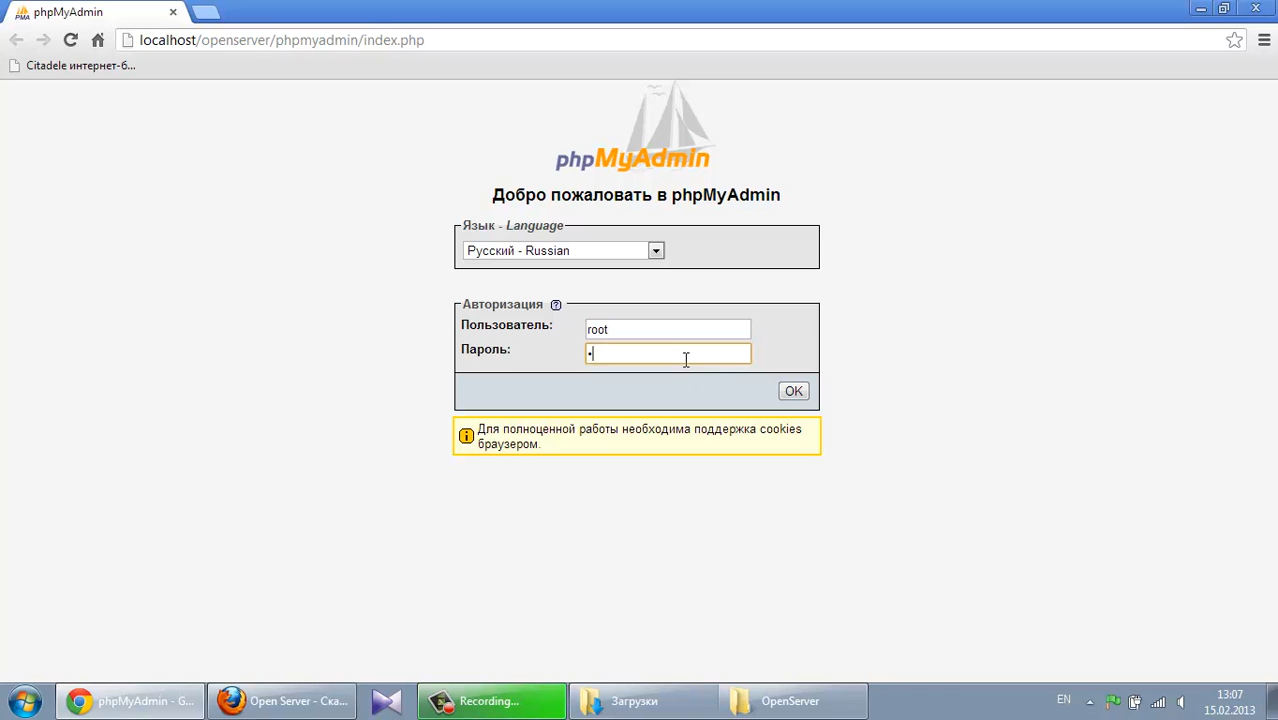 phpMyAdmin
localhost/openserver/phpmyadmin/index.php
Citadele интернет-б...
phpMyAdmin
Добро пожаловать в phpMyAdmin
Язык - Language
Русский - Russian
Авторизация
Пользователь:
root
Пароль:
OK
Для полноценной работы необходима поддержка cookies
браузером.
phpMyAdmin - G...
Open Server - Ска...
Recording...
Загрузки
OpenServer
EN
13:07
15.02.2013